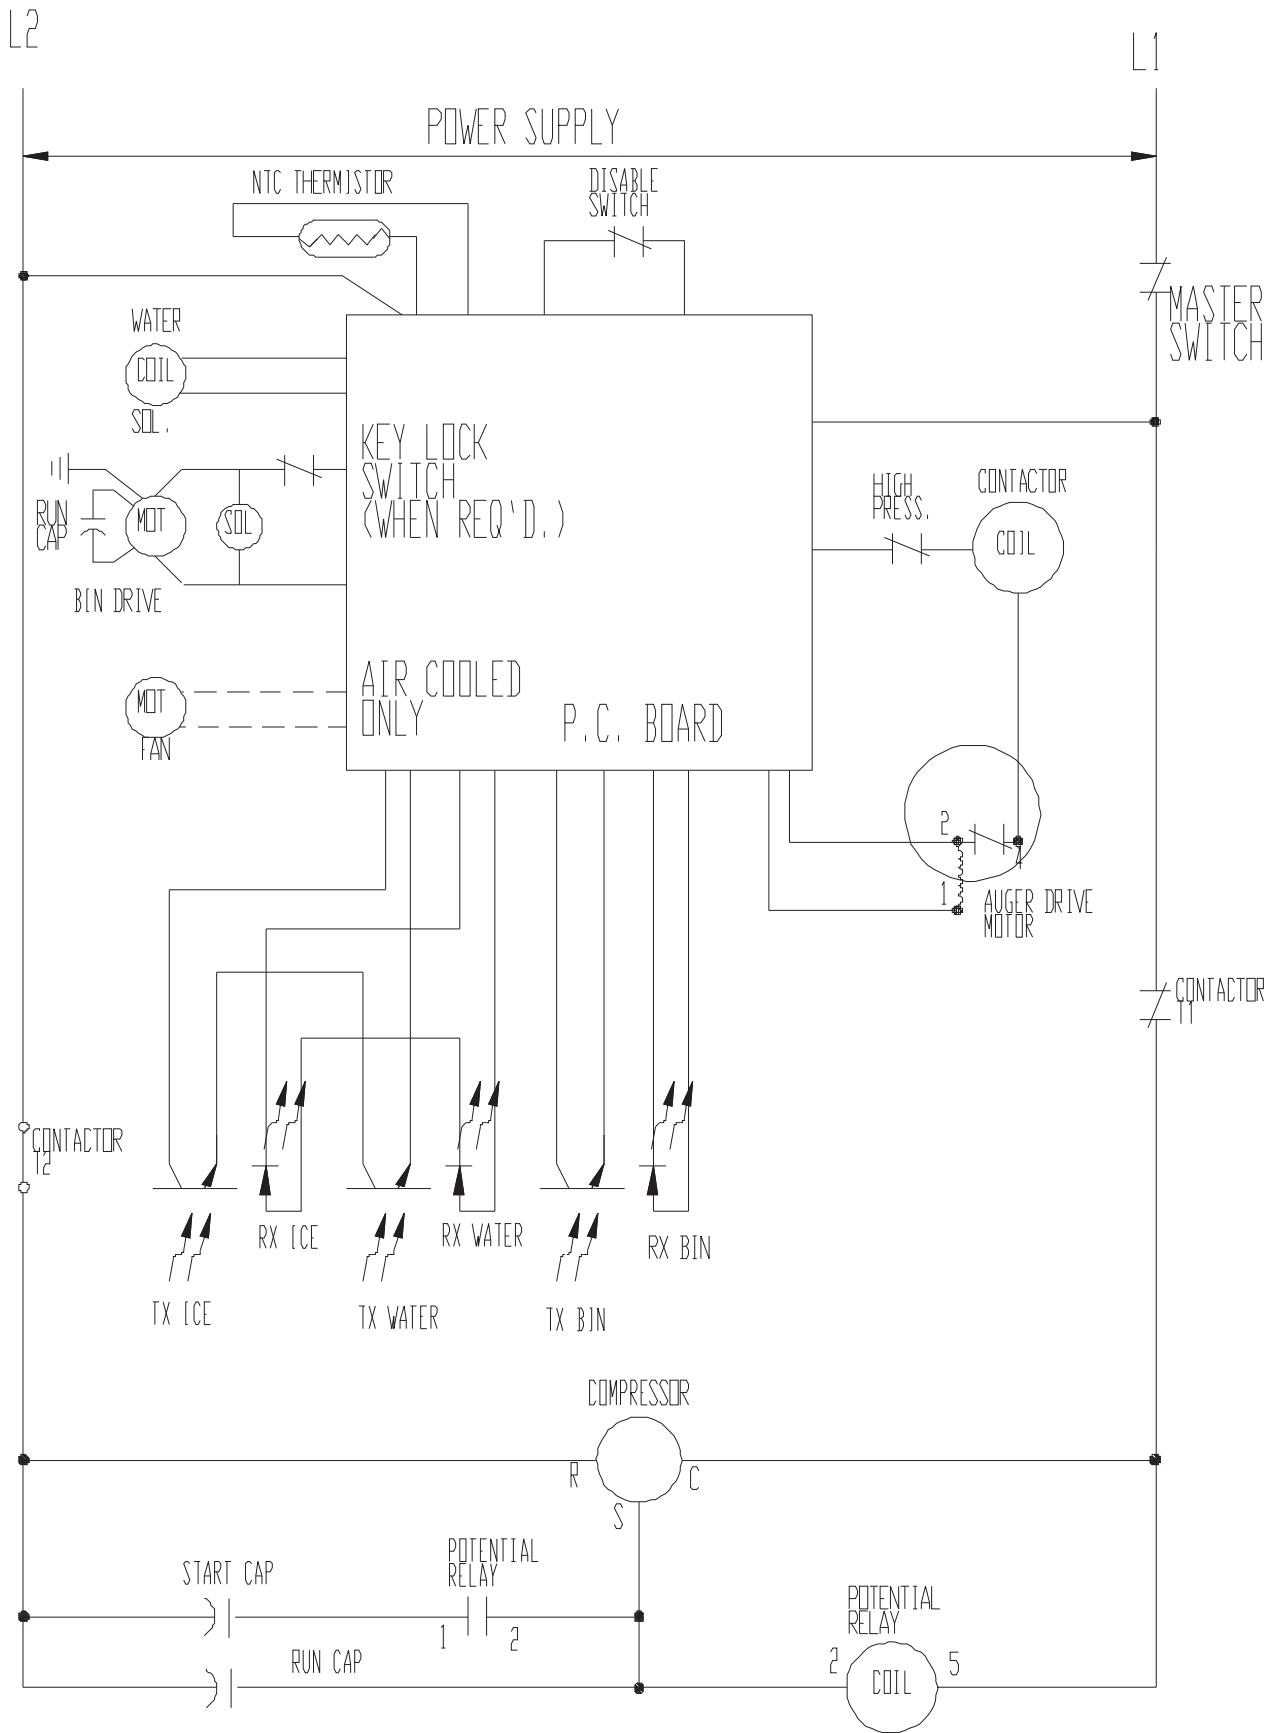 L2
L1
POWER SUPPLY
NTC THERMISTOR
DISABLE
SWITCH
MASTER
SWITCH
WATER
COIL
SOL.
KEY LOCK
SWITCH
(WHEN REQ'D.)
HIGH
PRESS.
CONTACTOR
COIL
RUN
CAP
MOT
SOL
BIN DRIVE
AIR COOLED
ONLY
P.C. BOARD
MOT
FAN
2
4
1
AUGER DRIVE
MOTOR
CONTACTOR
T1
CONTACTOR
T2
RX ICE
RX WATER
RX BIN
TX ICE
TX WATER
TX BIN
COMPRESSOR
R
C
S
START CAP
POTENTIAL
RELAY
1
2
POTENTIAL
RELAY
RUN CAP
2
COIL
5